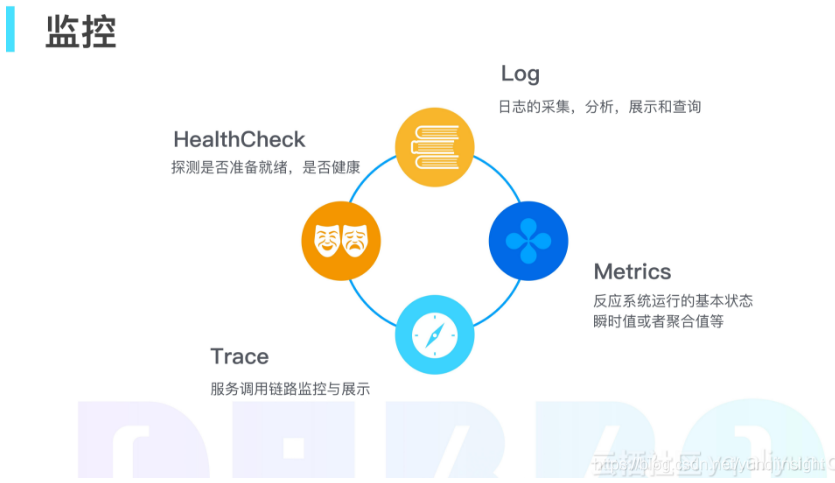 监控
Log
日志的采集，分析，展示和查询
HealthCheck
探测是否准备就绪，是否健康
Metrics
反应系统运行的基本状态
瞬时值或者聚合值等
Trace
服务调用链路监控与展示
DUBBO